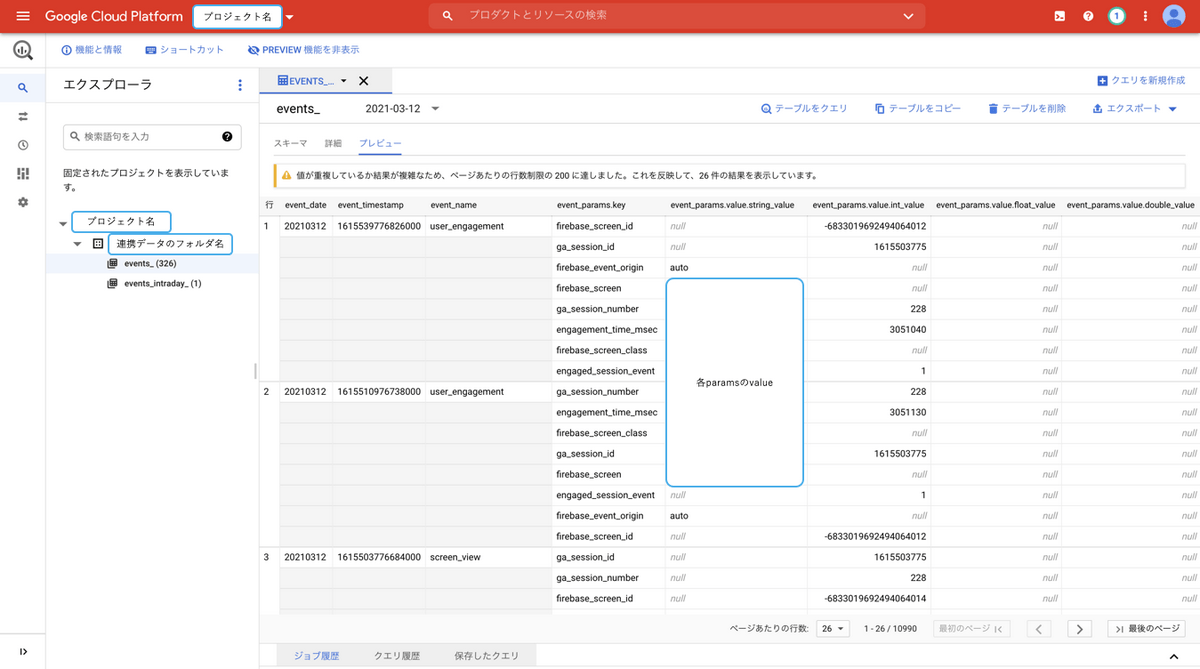 Google Cloud Platform プロジェクト名 プロダクトとリソースの検索 1
機能と情報 ショートカット PREVIEW 機能を非表示
エクスプローラ
EVENTS_... クエリを新規作成
events_ 2021-03-12 テーブルをクエリ テーブルをコピー テーブルを削除 エクスポート
検索語句を入力
スキーマ 詳細 プレビュー
固定されたプロジェクトを表示していま
す。
値が重複しているか結果が複雑なため、ページあたりの行数制限の 200 に達しました。これを反映して、26 件の結果を表示しています。
プロジェクト名
連携データのフォルダ名
events_ (326)
events_intraday_ (1)
行 event_date event_timestamp event_name event_params.key event_params.value.string_value event_params.value.int_value event_params.value.float_value event_params.value.double_value
1 20210312 1615539776826000 user_engagement firebase_screen_id null -6833019692494064012 null null
ga_session_id null 1615503775 null null
firebase_event_origin auto null null null
firebase_screen null null null
ga_session_number 228 null null
engagement_time_msec 3051040 null null
firebase_screen_class null null null
engaged_session_event 1 null null
各paramsのvalue
2 20210312 1615510976738000 user_engagement ga_session_number 228 null null
engagement_time_msec 3051130 null null
firebase_screen_class null null null
ga_session_id 1615503775 null null
firebase_screen null null null
engaged_session_event null 1 null null
firebase_event_origin auto null null null
firebase_screen_id null -6833019692494064012 null null
3 20210312 1615503776684000 screen_view ga_session_id null 1615503775 null null
ga_session_number null 228 null null
firebase_screen_id null -6833019692494064014 null null
ページあたりの行数: 26 1 - 26 / 10990 最初のページ 最後のページ
ジョブ履歴 クエリ履歴 保存したクエリ